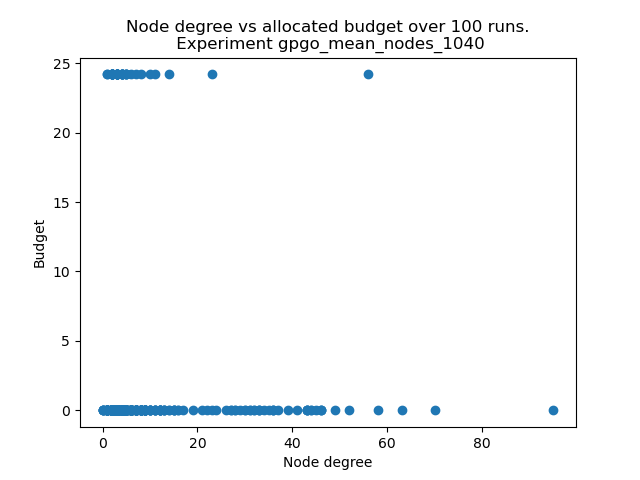 Node degree vs allocated budget over 100 runs.
Experiment gpgo_mean_nodes_1040
25
20
15
10
5
0
Budget
0 20 40 60 80
Node degree